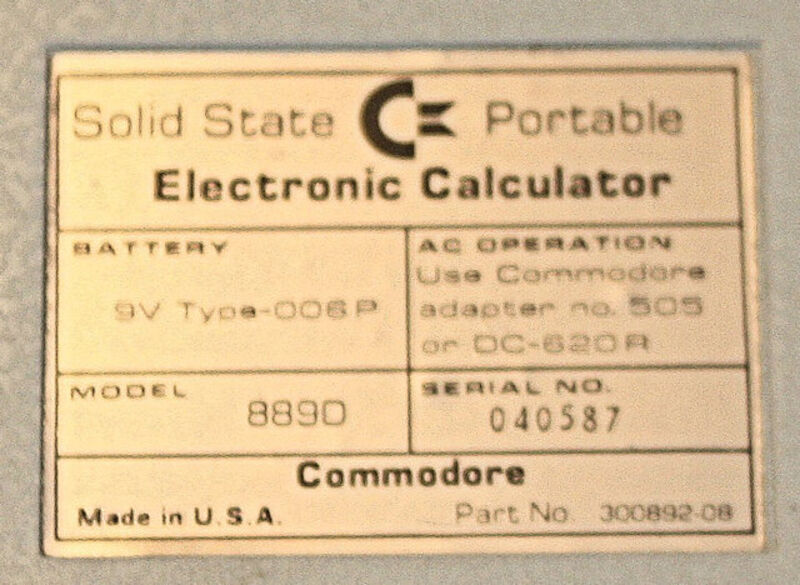 Solid State Portable
Electronic Calculator
BATTERY
9V Type-006P
AC OPERATION
Use Commodore
adapter no. 505
or DC-620R
MODEL
8890
SERIAL NO.
040587
Commodore
Made in U.S.A.
Part No 300892-08